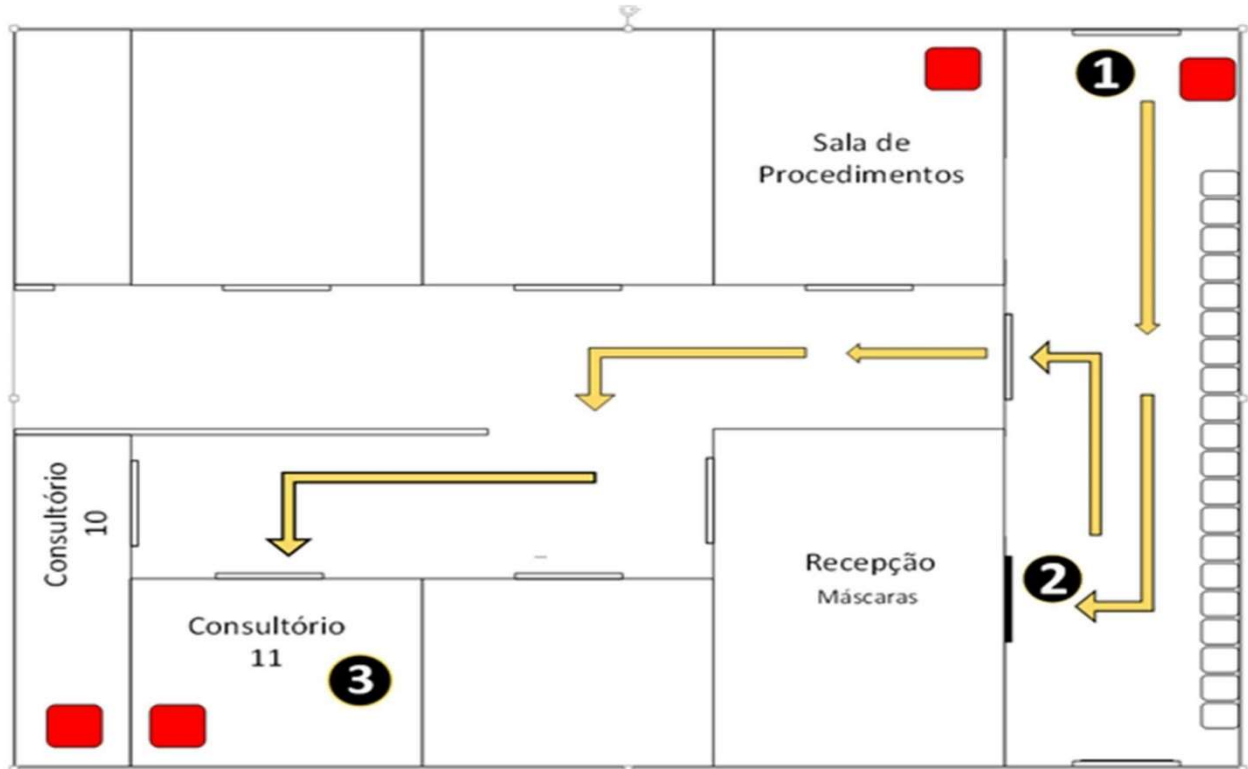 1
Sala de
Procedimentos
Consultório
10
Recepção
Máscaras
2
Consultório
11
3